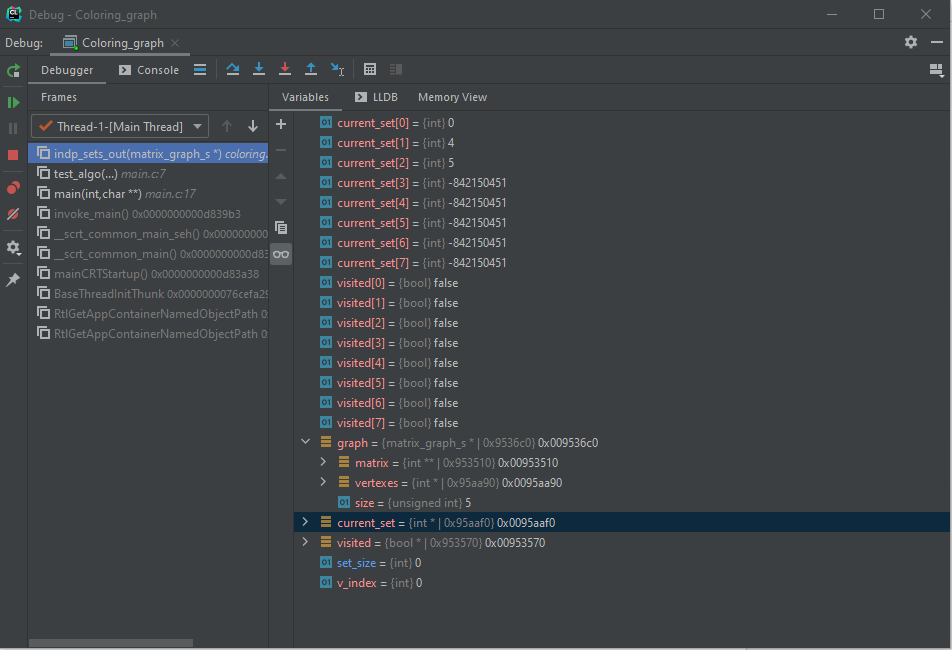 Debug - Coloring_graph
Debug: Coloring_graph
Debugger Console
Frames Variables LLDB Memory View
Thread-1-[Main Thread]
indp_sets_out(matrix_graph_s *) coloring.
test_algo(...) main.c:7
main(int,char **) main.c:17
invoke_main() 0x0000000000d839b3
__scrt_common_main_seh() 0x000000000
__scrt_common_main() 0x0000000000d83
mainCRTStartup() 0x0000000000d83a38
BaseThreadInitThunk 0x0000000076cefa29
RtlGetAppContainerNamedObjectPath 0
RtlGetAppContainerNamedObjectPath 0
current_set[0] = {int} 0
current_set[1] = {int} 4
current_set[2] = {int} 5
current_set[3] = {int} -842150451
current_set[4] = {int} -842150451
current_set[5] = {int} -842150451
current_set[6] = {int} -842150451
current_set[7] = {int} -842150451
visited[0] = {bool} false
visited[1] = {bool} false
visited[2] = {bool} false
visited[3] = {bool} false
visited[4] = {bool} false
visited[5] = {bool} false
visited[6] = {bool} false
visited[7] = {bool} false
graph = {matrix_graph_s * | 0x9536c0} 0x009536c0
matrix = {int ** | 0x953510} 0x00953510
vertexes = {int * | 0x95aa90} 0x0095aa90
size = {unsigned int} 5
current_set = {int * | 0x95aaf0} 0x0095aaf0
visited = {bool * | 0x953570} 0x00953570
set_size = {int} 0
v_index = {int} 0